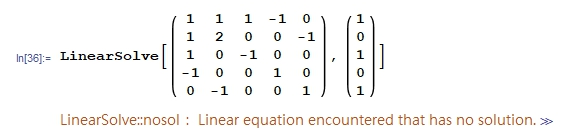 1 1 1 -1 0 1
1 2 0 0 -1 0
In[36]:= LinearSolve[ 1 0 -1 0 0 , 1 ]
-1 0 0 1 0 0
0 -1 0 0 1 1
LinearSolve::nosol : Linear equation encountered that has no solution. ≫